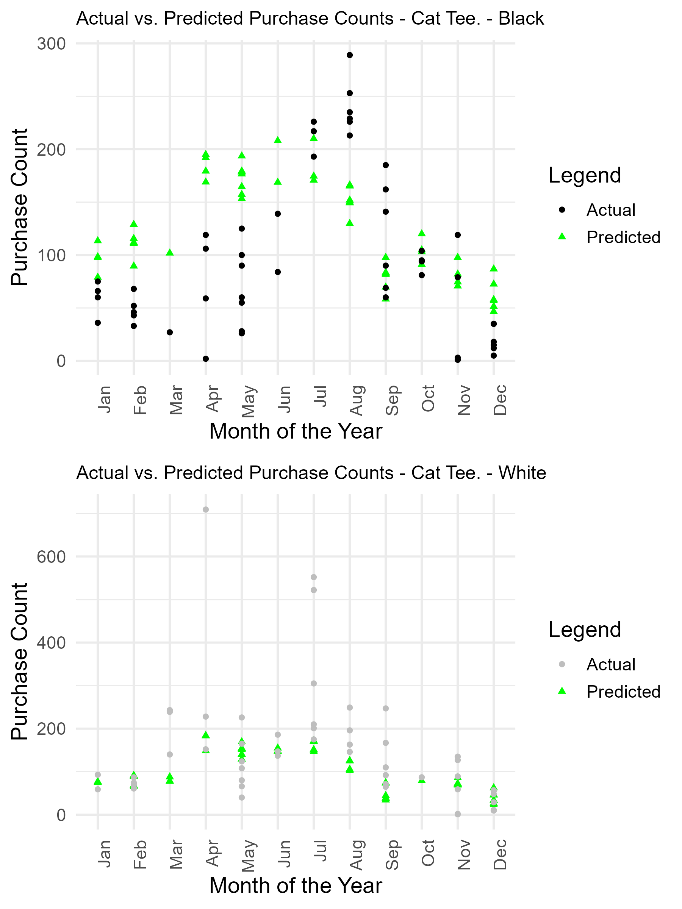 Actual vs. Predicted Purchase Counts - Cat Tee. - Black
300
200
100
0
Purchase Count
Jan Feb Mar Apr May Jun Jul Aug Sep Oct Nov Dec
Month of the Year
Legend
Actual
Predicted
Actual vs. Predicted Purchase Counts - Cat Tee. - White
600
400
200
0
Purchase Count
Jan Feb Mar Apr May Jun Jul Aug Sep Oct Nov Dec
Month of the Year
Legend
Actual
Predicted